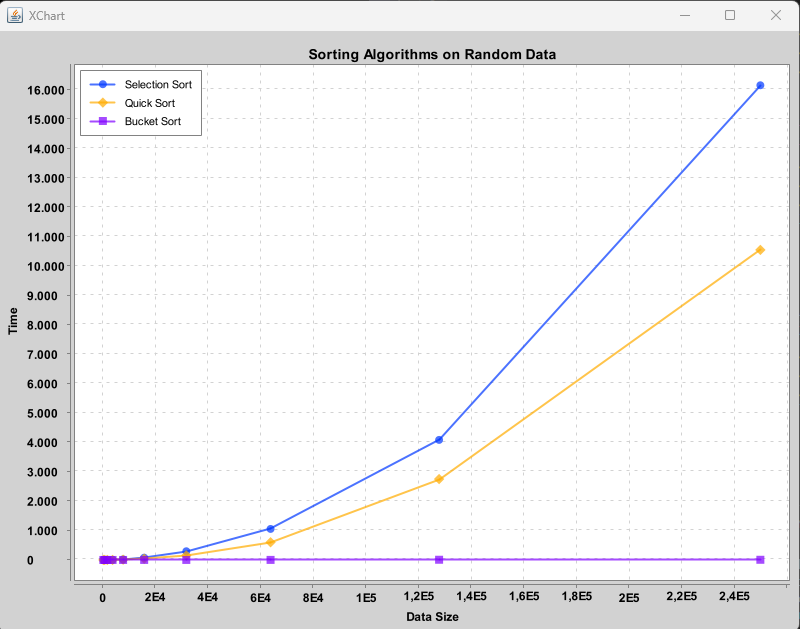 XChart
Sorting Algorithms on Random Data
Selection Sort
Quick Sort
Bucket Sort
16.000
15.000
14.000
13.000
12.000
11.000
10.000
9.000
8.000
7.000
6.000
5.000
4.000
3.000
2.000
1.000
0
Time
0 2E4 4E4 6E4 8E4 1E5 1,2E5 1,4E5 1,6E5 1,8E5 2E5 2,2E5 2,4E5
Data Size